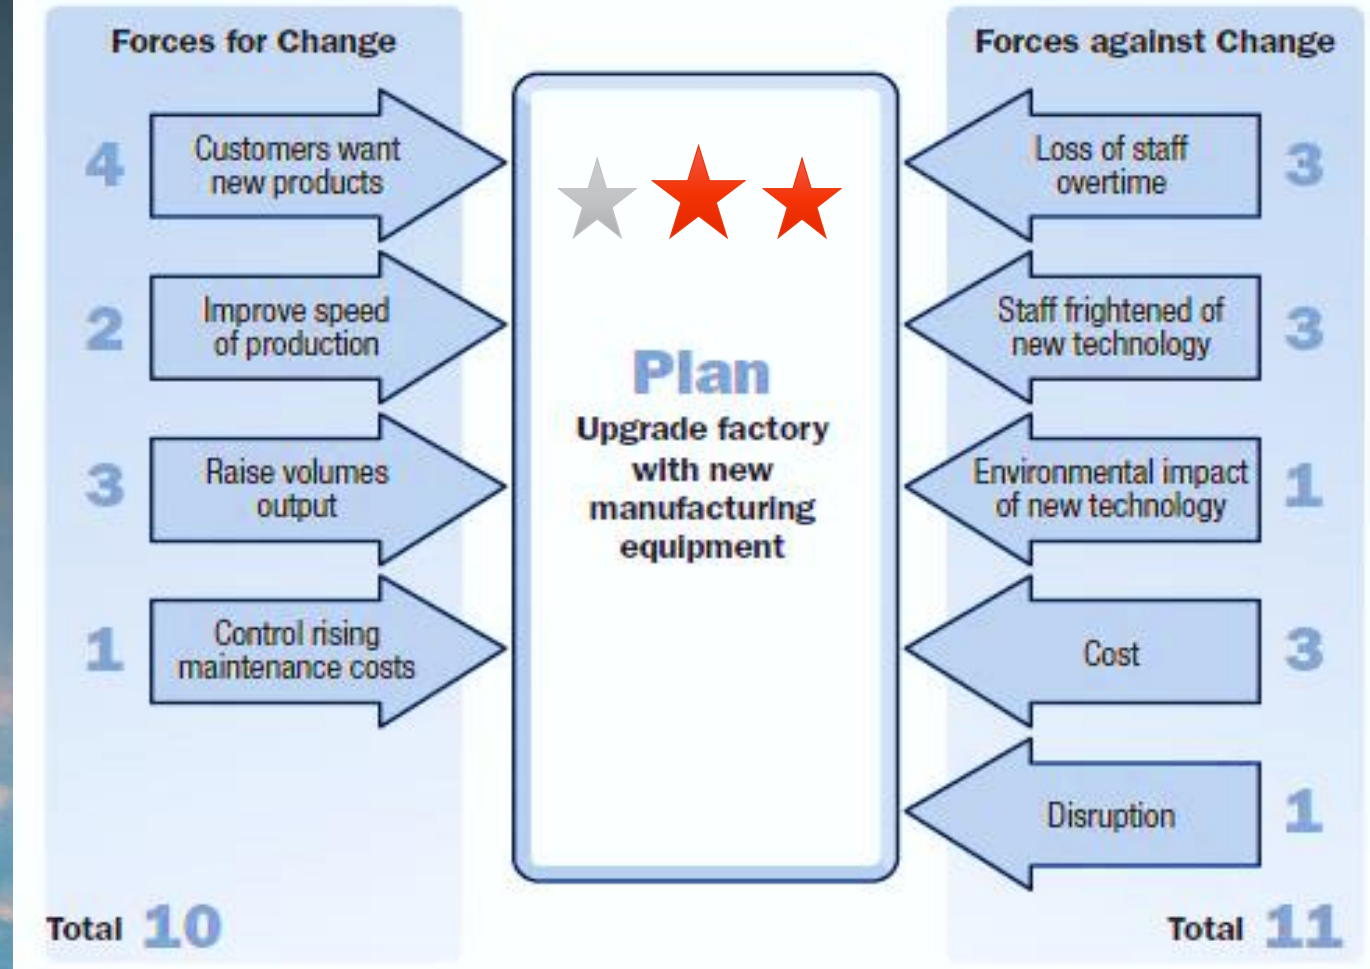 Forces for Change
4
Customers want
new products
2
Improve speed
of production
3
Raise volumes
output
1
Control rising
maintenance costs
Total 10
Plan
Upgrade factory
with new
manufacturing
equipment
Forces against Change
Loss of staff
overtime
3
Staff frightened of
new technology
3
Environmental impact
of new technology
1
Cost
3
Disruption
1
Total 11